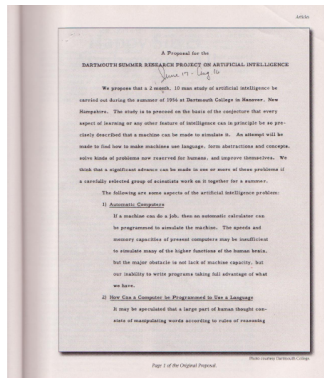 Articles
A Proposal for the
DARTMOUTH SUMMER RESEARCH PROJECT ON ARTIFICIAL INTELLIGENCE
June 17 - Aug 16
We propose that a 2 month, 10 man study of artificial intelligence be
carried out during the summer of 1956 at Dartmouth College in Hanover, New
Hampshire. The study is to proceed on the basis of the conjecture that every
aspect of learning or any other feature of intelligence can in principle be so pre-
cisely described that a machine can be made to simulate it. An attempt will be
made to find how to make machines use language, form abstractions and concepts,
solve kinds of problems now reserved for humans, and improve themselves. We
think that a significant advance can be made in one or more of these problems if
a carefully selected group of scientists work on it together for a summer.
The following are some aspects of the artificial intelligence problem:
1) Automatic Computers
If a machine can do a job, then an automatic calculator can
be programmed to simulate the machine. The speeds and
memory capacities of present computers may be insufficient
to simulate many of the higher functions of the human brain,
but the major obstacle is not lack of machine capacity, but
our inability to write programs taking full advantage of what
we have.
2) How Can a Computer be Programmed to Use a Language
It may be speculated that a large part of human thought con-
sists of manipulating words according to rules of reasoning
Photo courtesy Dartmouth College.
Page 1 of the Original Proposal.